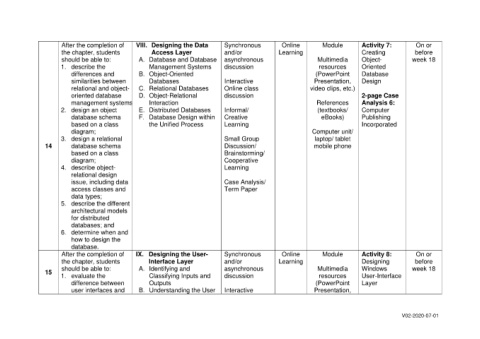 14
After the completion of
the chapter, students
should be able to:
1. describe the
differences and
similarities between
relational and object-
oriented database
management systems
2. design an object
database schema
based on a class
diagram;
3. design a relational
database schema
based on a class
diagram;
4. describe object-
relational design
issue, including data
access classes and
data types;
5. describe the different
architectural models
for distributed
databases; and
6. determine when and
how to design the
database.
VIII. Designing the Data
Access Layer
A. Database and Database
Management Systems
B. Object-Oriented
Databases
C. Relational Databases
D. Object-Relational
Interaction
E. Distributed Databases
F. Database Design within
the Unified Process
Synchronous
and/or
asynchronous
discussion
Interactive
Online class
discussion
Informal/
Creative
Learning
Small Group
Discussion/
Brainstorming/
Cooperative
Learning
Case Analysis/
Term Paper
Online
Learning
Module
Multimedia
resources
(PowerPoint
Presentation,
video clips, etc.)
References
(textbooks/
eBooks)
Computer unit/
laptop/ tablet
mobile phone
Activity 7:
Creating
Object-
Oriented
Database
Design
2-page Case
Analysis 6:
Computer
Publishing
Incorporated
On or
before
week 18
15
After the completion of
the chapter, students
should be able to:
1. evaluate the
difference between
user interfaces and
IX. Designing the User-
Interface Layer
A. Identifying and
Classifying Inputs and
Outputs
B. Understanding the User
Synchronous
and/or
asynchronous
discussion
Interactive
Online
Learning
Module
Multimedia
resources
(PowerPoint
Presentation,
Activity 8:
Designing
Windows
User-Interface
Layer
On or
before
week 18
V02-2020-07-01